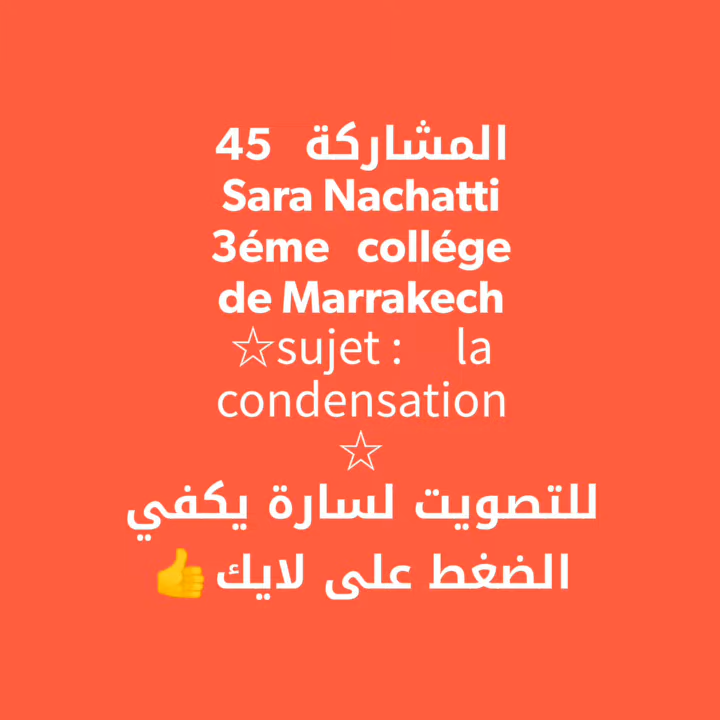 المشاركة 45
Sara Nachatti
3éme collége
de Marrakech
☆sujet : la
condensation
☆
للتصويت لسارة يكفي
الضغط على لايك👍